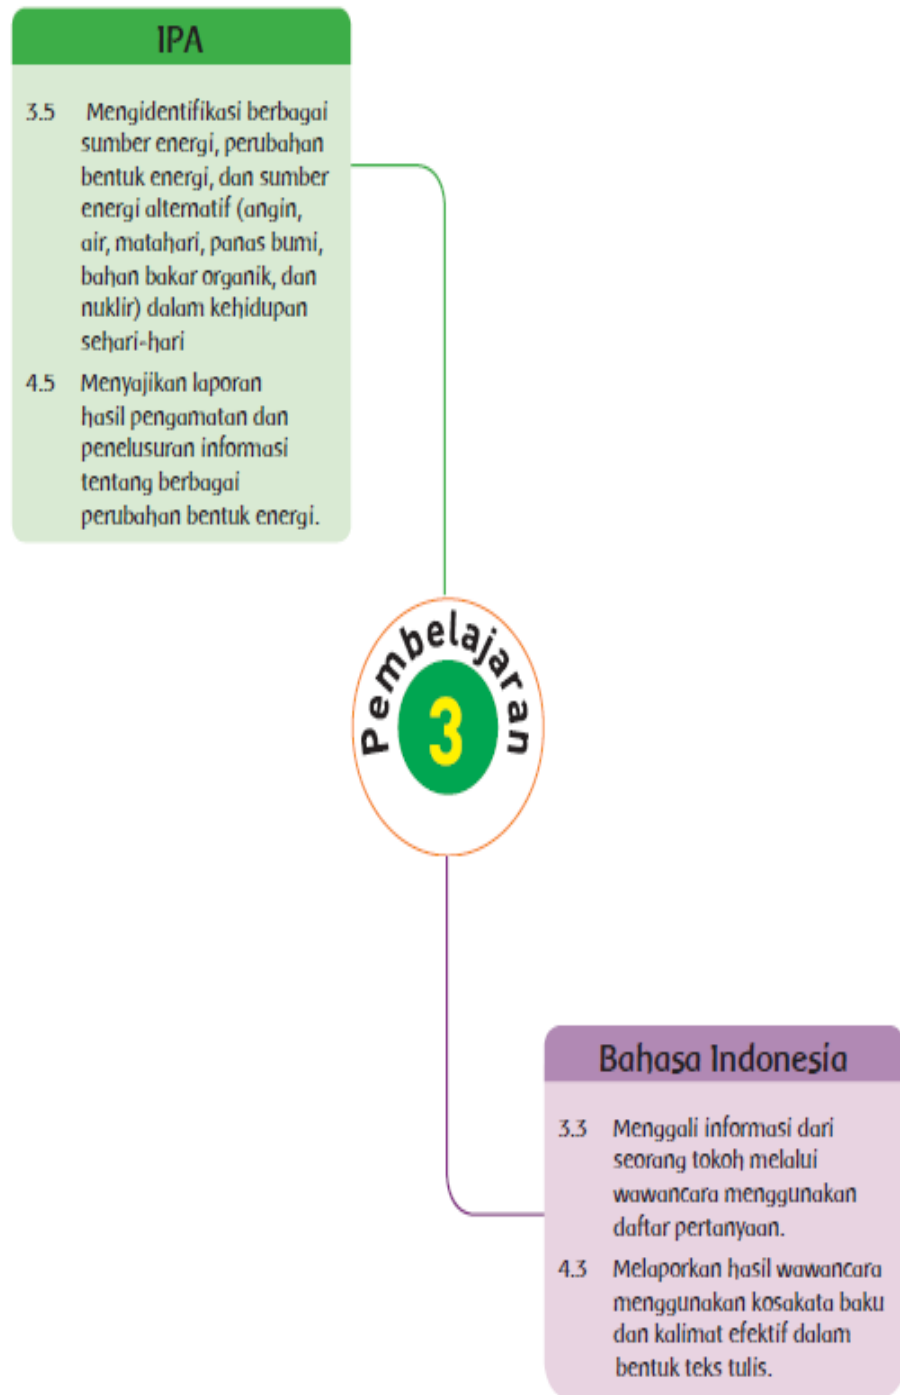 IPA
3.5 Mengidentifikasi berbagai
sumber energi, perubahan
bentuk energi, dan sumber
energi alternatif (angin,
air, matahari, panas bumi,
bahan bakar organik, dan
nuklir) dalam kehidupan
sehari-hari
4.5 Menyajikan laporan
hasil pengamatan dan
penelusuran informasi
tentang berbagai
perubahan bentuk energi.
Pembelajaran
3
Bahasa Indonesia
3.3 Menggali informasi dari
seorang tokoh melalui
wawancara menggunakan
daftar pertanyaan.
4.3 Melaporkan hasil wawancara
menggunakan kosakata baku
dan kalimat efektif dalam
bentuk teks tulis.